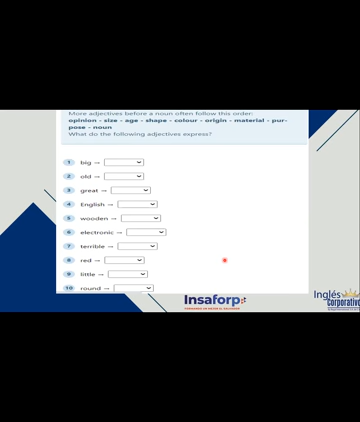 More adjectives before a noun often follow this order:
opinion - size - age - shape - colour - origin - material - pur-
pose - noun
What do the following adjectives express?
1 big →
2 old →
3 great →
4 English →
5 wooden →
6 electronic →
7 terrible →
8 red →
9 little →
10 round →
Insaforp
Inglés
Corporativo